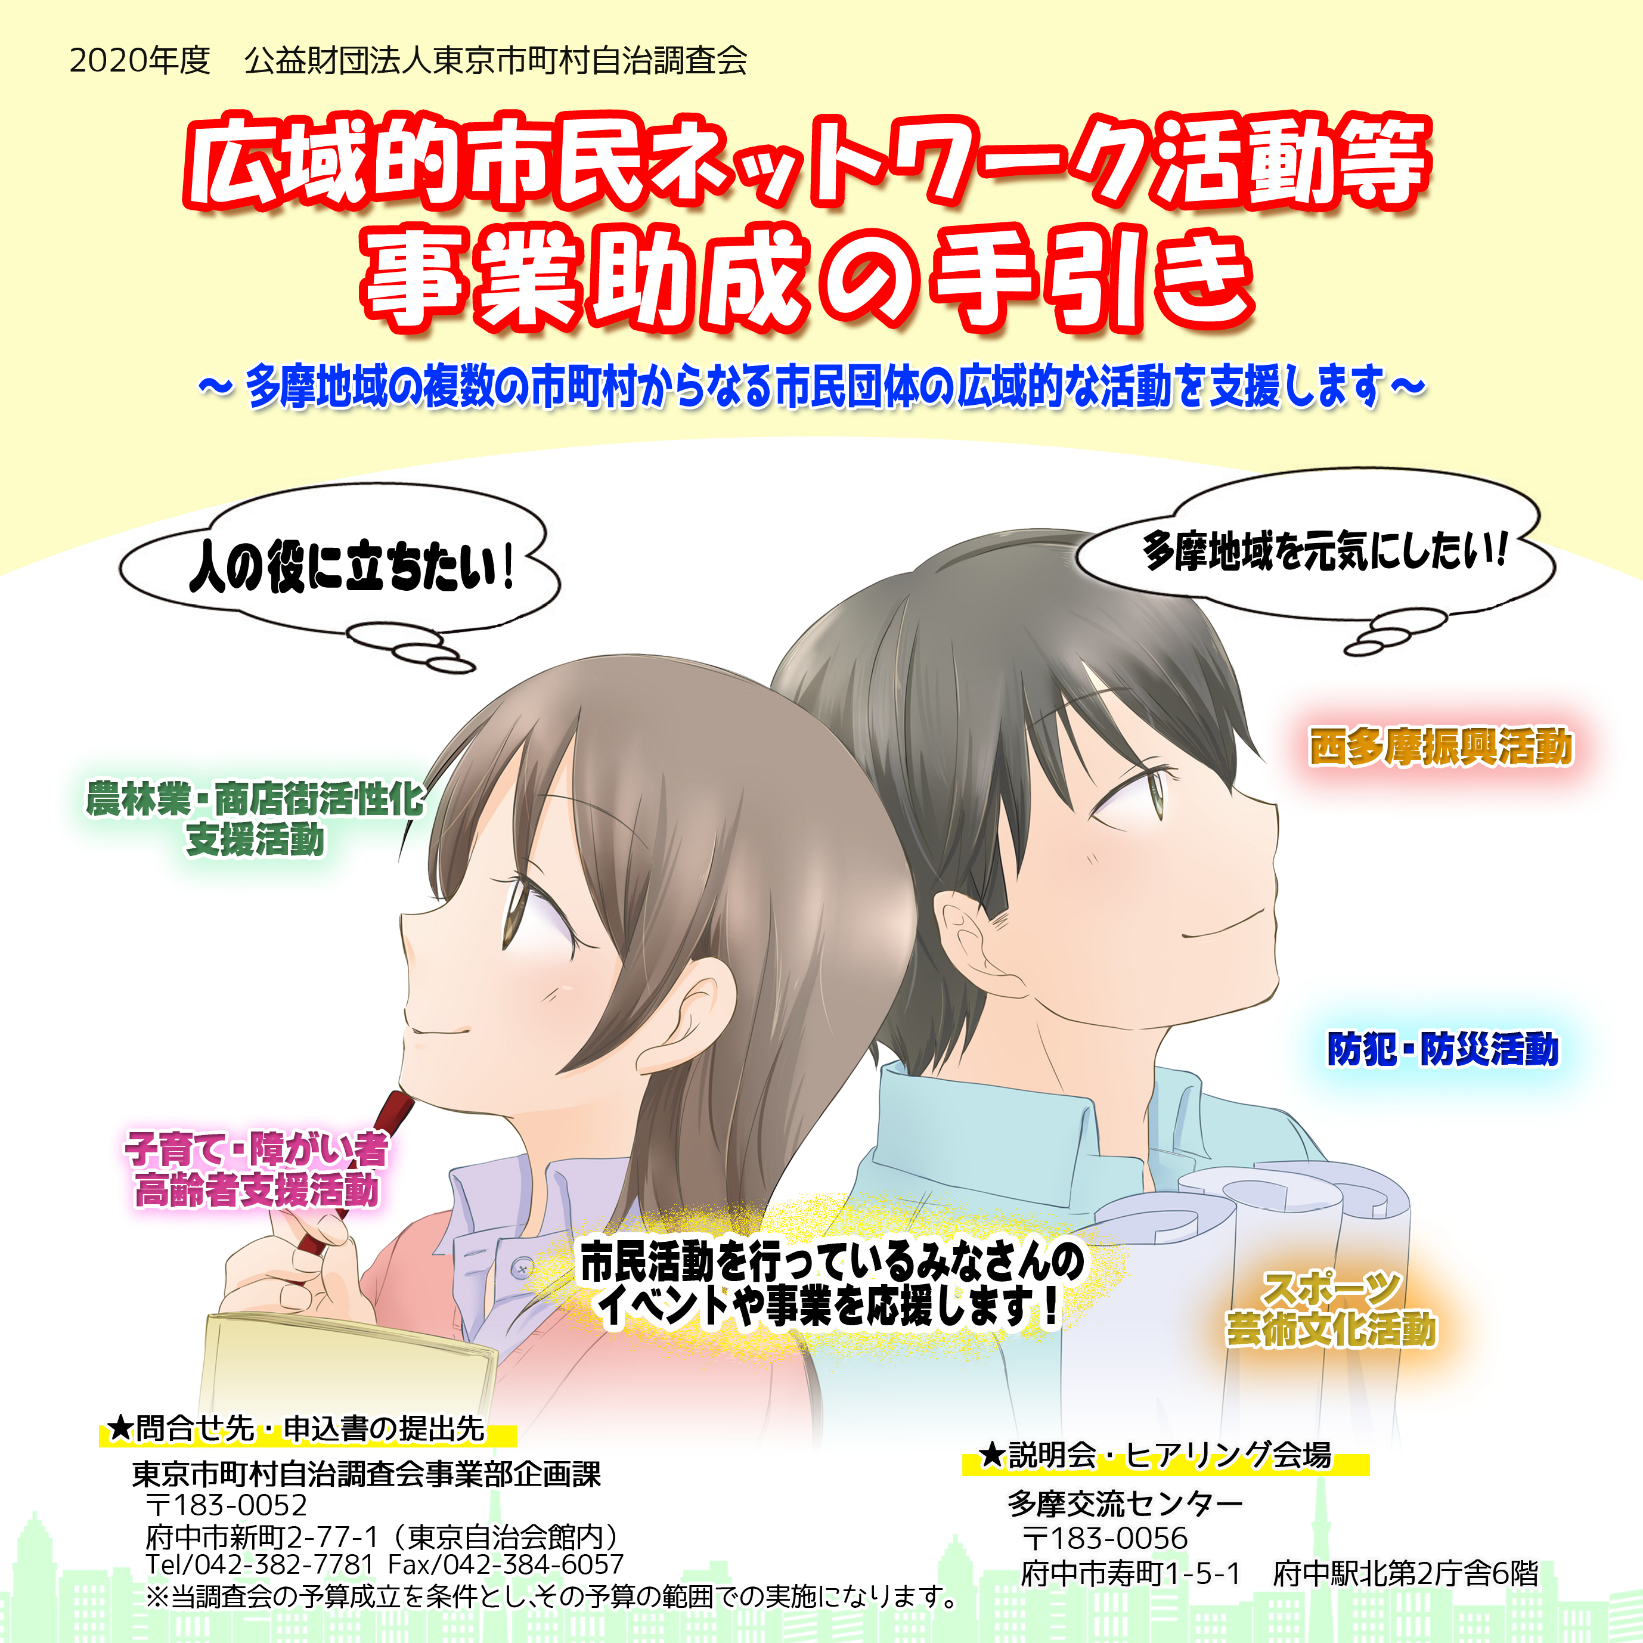 2020年度　公益財団法人東京市町村自治調査会
広域的市民ネットワーク活動等
事業助成の手引き
～ 多摩地域の複数の市町村からなる市民団体の広域的な活動を支援します～
人の役に立ちたい！
多摩地域を元気にしたい！
西多摩振興活動
農林業・商店街活性化
支援活動
防犯・防災活動
子育て・障がい者
高齢者支援活動
市民活動を行っているみなさんの
イベントや事業を応援します！
スポーツ
芸術文化活動
★問合せ先・申込書の提出先
東京市町村自治調査会事業部企画課
〒183-0052
府中市新町2-77-1（東京自治会館内）
Tel/042-382-7781 Fax/042-384-6057
※当調査会の予算成立を条件とし、その予算の範囲での実施になります。
★説明会・ヒアリング会場
多摩交流センター
〒183-0056
府中市寿町1-5-1　府中駅北第2庁舎6階